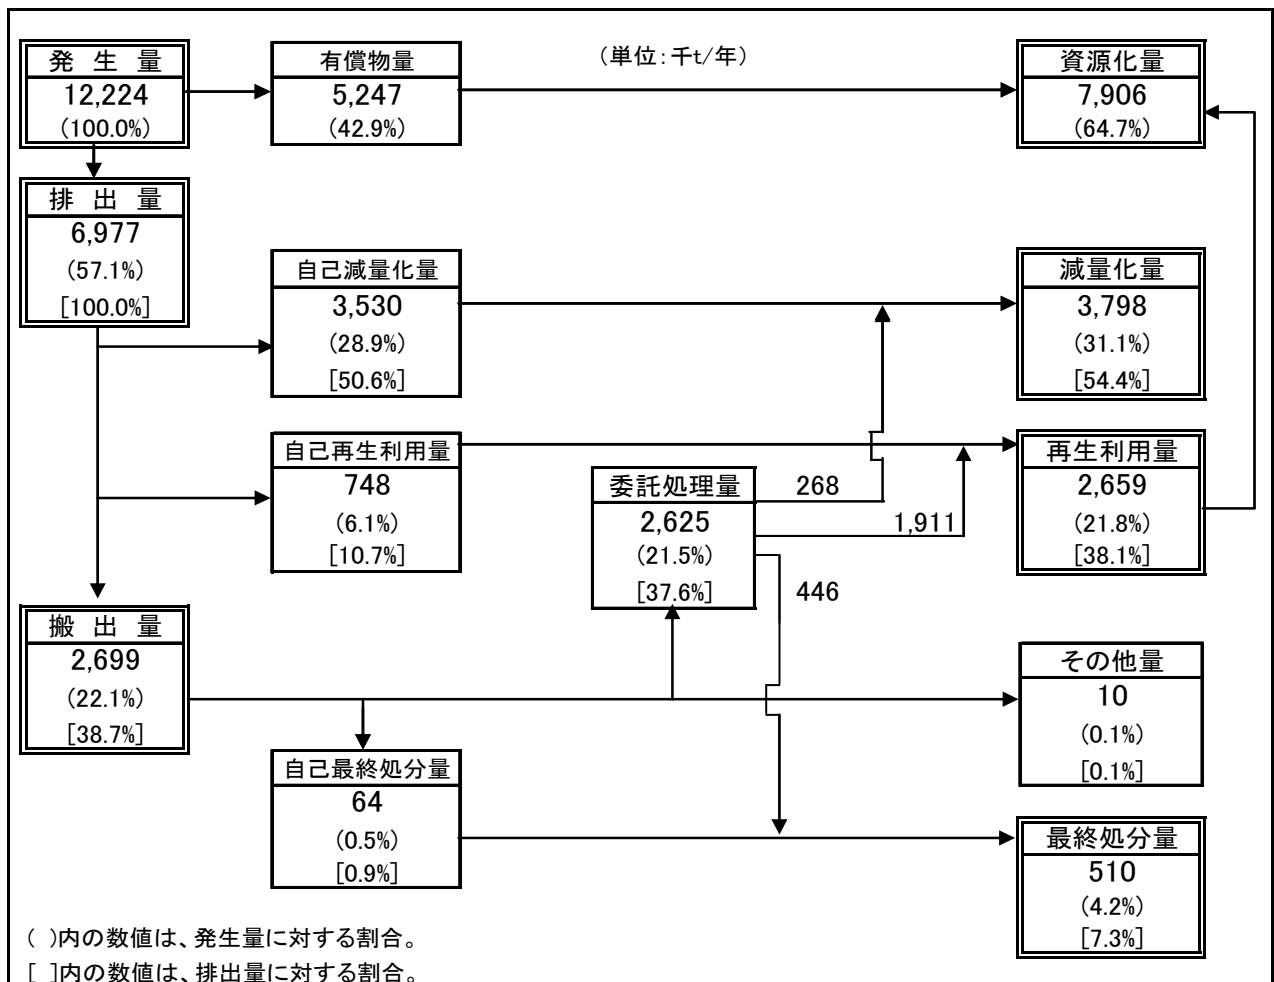 発 生 量
12,224
(100.0%)
有償物量
5,247
(42.9%)
(単位:千t/年)
資源化量
7,906
(64.7%)
排 出 量
6,977
(57.1%)
[100.0%]
自己減量化量
3,530
(28.9%)
[50.6%]
減量化量
3,798
(31.1%)
[54.4%]
自己再生利用量
748
(6.1%)
[10.7%]
委託処理量
2,625
(21.5%)
[37.6%]
268
1,911
446
再生利用量
2,659
(21.8%)
[38.1%]
搬 出 量
2,699
(22.1%)
[38.7%]
その他量
10
(0.1%)
[0.1%]
自己最終処分量
64
(0.5%)
[0.9%]
最終処分量
510
(4.2%)
[7.3%]
( )内の数値は、発生量に対する割合。
[ ]内の数値は、排出量に対する割合。